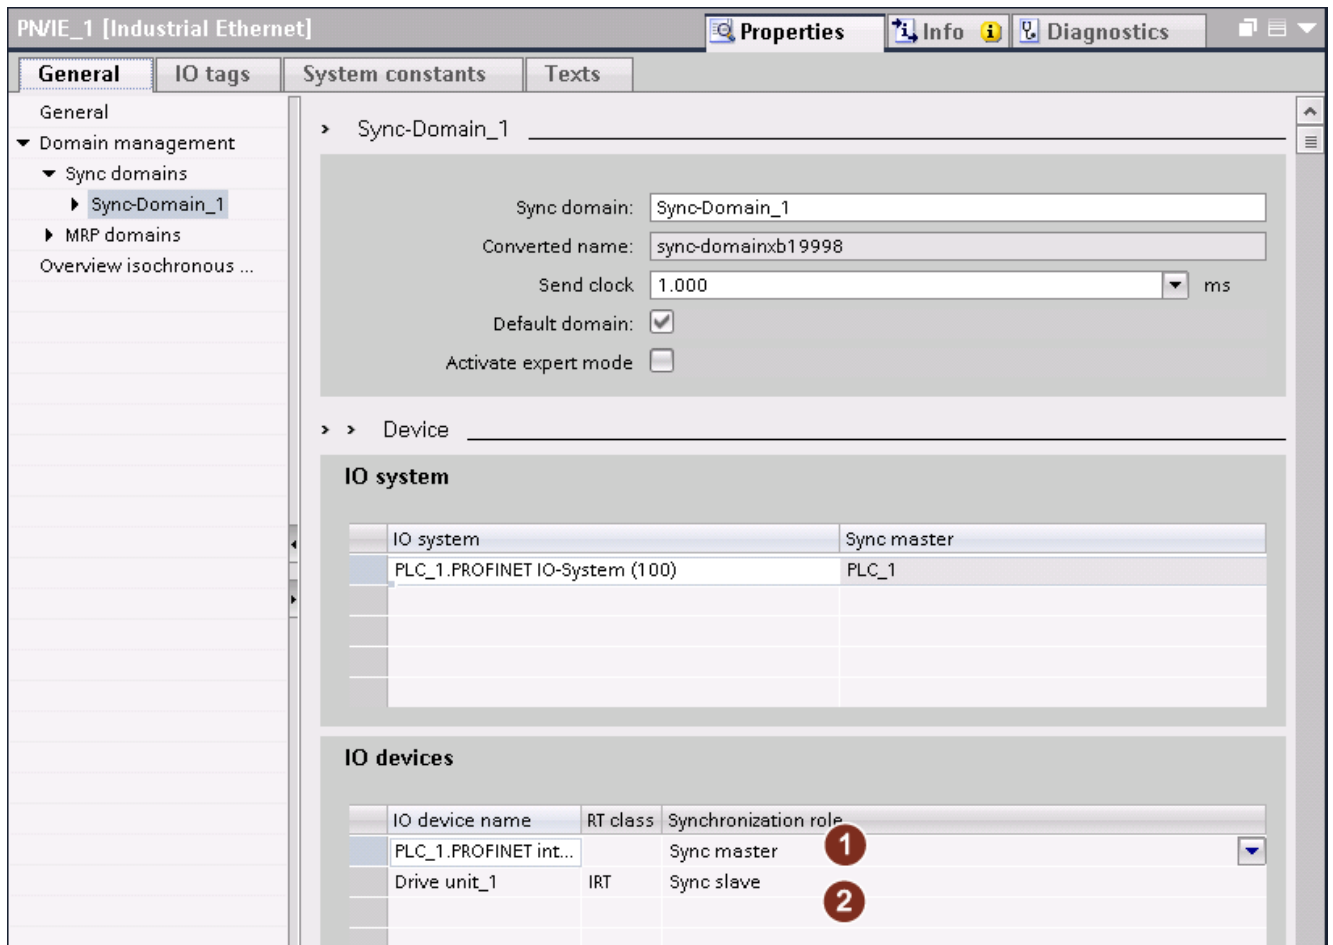 PN/IE_1 [Industrial Ethernet]
Properties
Info
Diagnostics
General
IO tags
System constants
Texts
General
Domain management
Sync domains
Sync-Domain_1
MRP domains
Overview isochronous ...
Sync-Domain_1
Sync domain: Sync-Domain_1
Converted name: sync-domainxb19998
Send clock 1.000 ms
Default domain:
Activate expert mode
Device
IO system
IO system Sync master
PLC_1.PROFINET IO-System (100) PLC_1
IO devices
IO device name RT class Synchronization role
PLC_1.PROFINET int... Sync master 1
Drive unit_1 IRT Sync slave
2